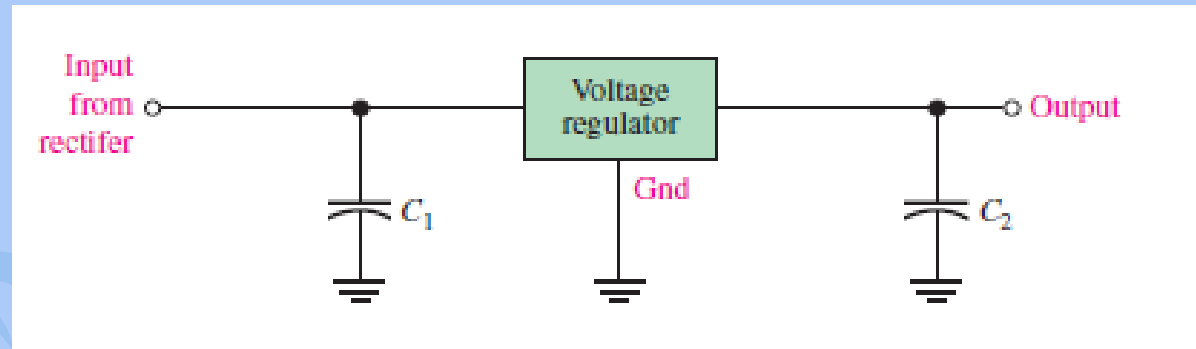 Input
from
rectifer
Voltage
regulator
Output
Gnd
C1
C2